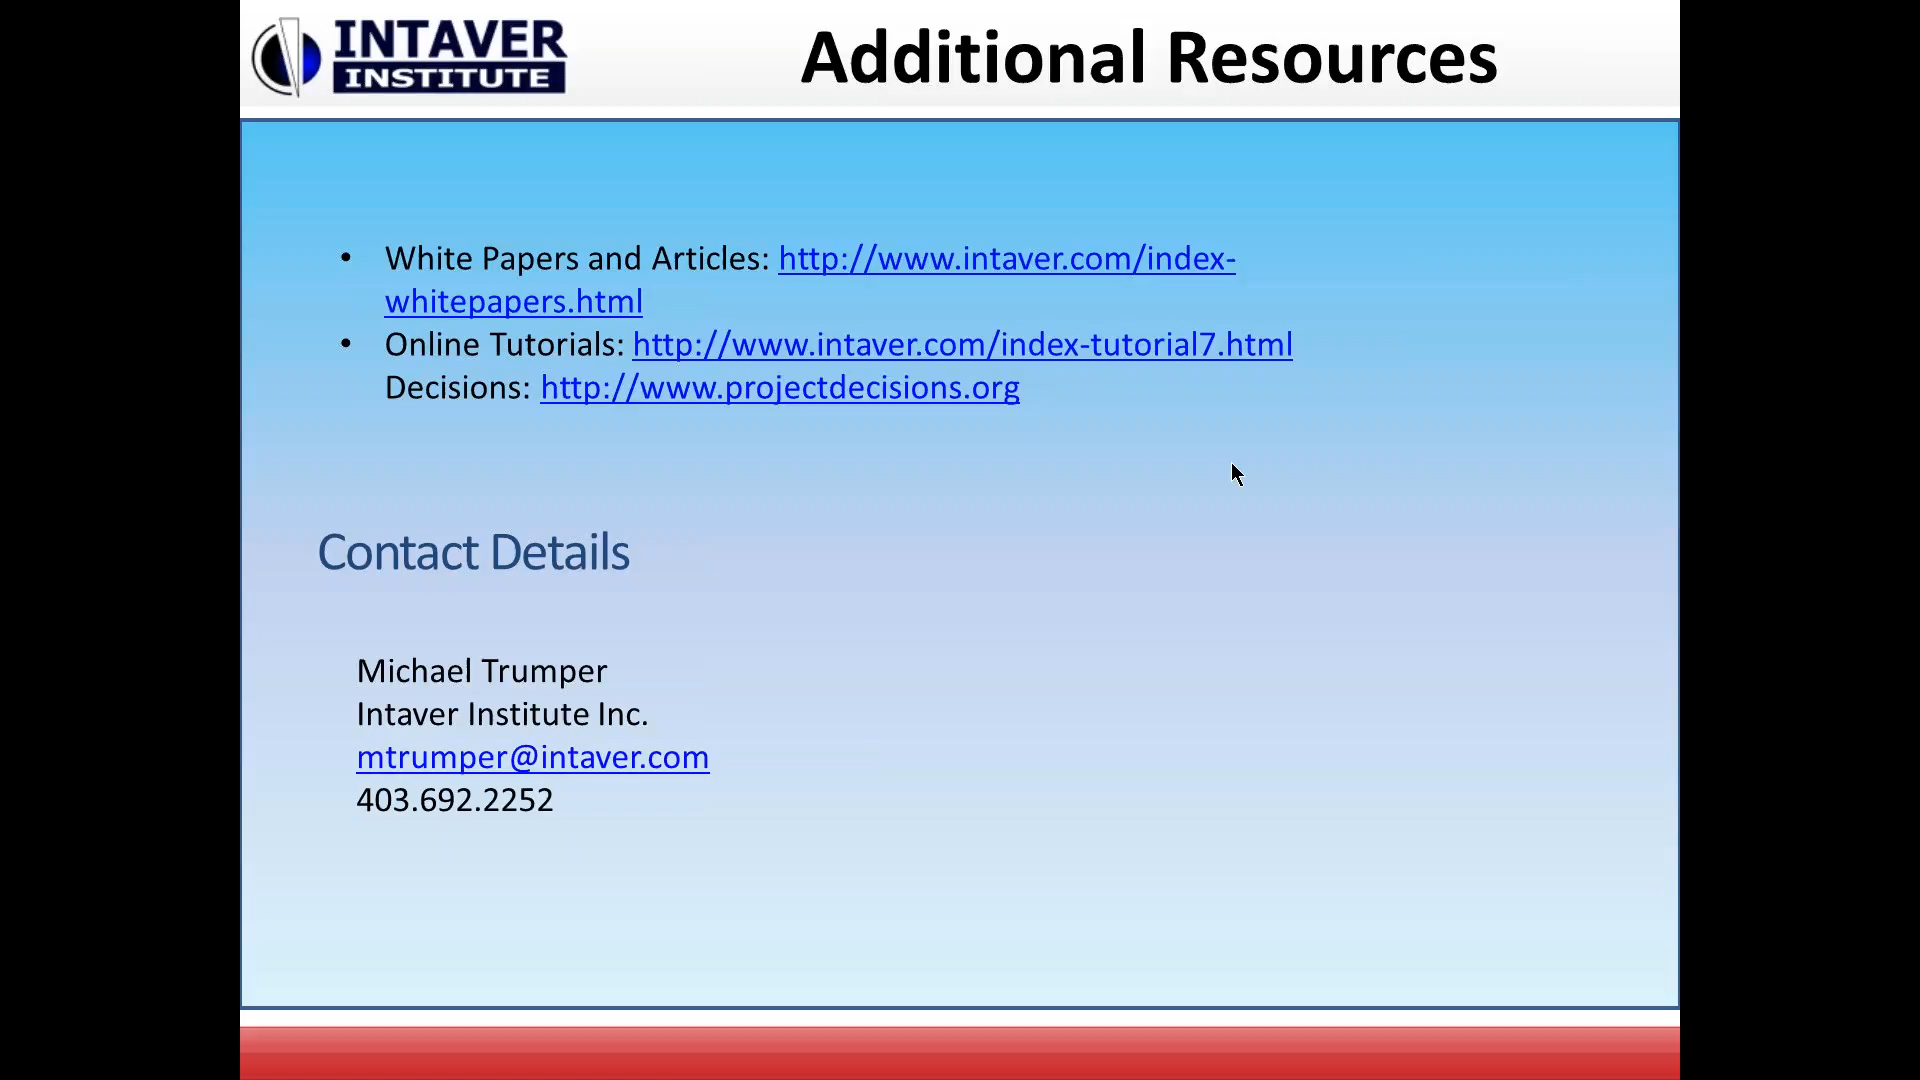 INTAVER
INSTITUTE
Additional Resources
• White Papers and Articles: http://www.intaver.com/index-
whitepapers.html
• Online Tutorials: http://www.intaver.com/index-tutorial7.html
Decisions: http://www.projectdecisions.org
Contact Details
Michael Trumper
Intaver Institute Inc.
mtrumper@intaver.com
403.692.2252